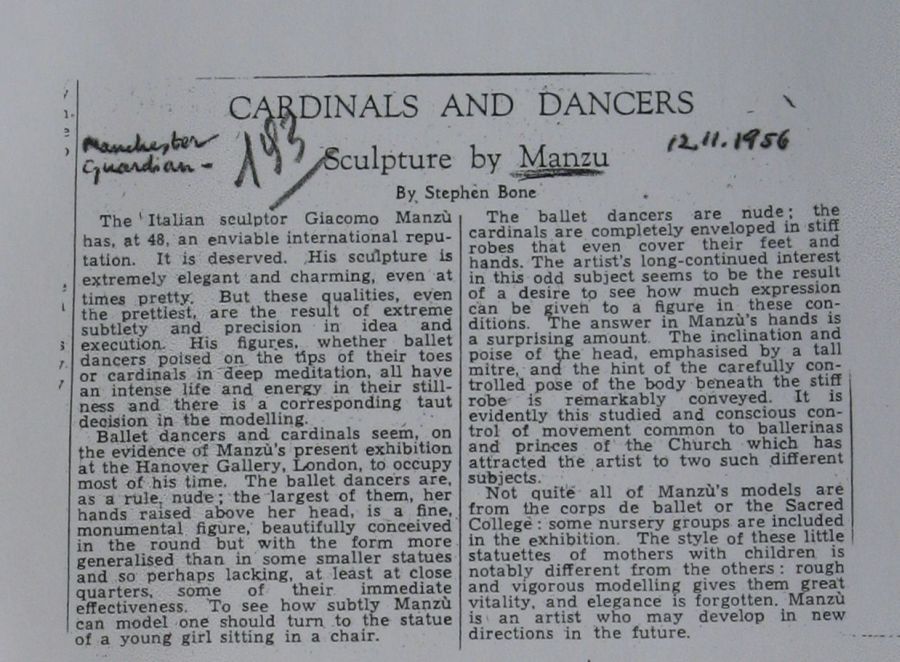 CARDINALS AND DANCERS
Manchester
Guardian -
193
12.11.1956
Sculpture by Manzu
By Stephen Bone
The Italian sculptor Giacomo Manzù
has, at 48, an enviable international repu-
tation. It is deserved. His sculpture is
extremely elegant and charming, even at
times pretty. But these qualities, even
the prettiest, are the result of extreme
subtlety and precision in idea and
execution. His figures, whether ballet
dancers poised on the tips of their toes
or cardinals in deep meditation, all have
an intense life and energy in their still-
ness and there is a corresponding taut
decision in the modelling.
Ballet dancers and cardinals seem, on
the evidence of Manzù's present exhibition
at the Hanover Gallery, London, to occupy
most of his time. The ballet dancers are,
as a rule, nude; the largest of them, her
hands raised above her head, is a fine,
monumental figure, beautifully conceived
in the round but with the form more
generalised than in some smaller statues
and so perhaps lacking, at least at close
quarters, some of their immediate
effectiveness. To see how subtly Manzù
can model one should turn to the statue
of a young girl sitting in a chair.
The ballet dancers are nude; the
cardinals are completely enveloped in stiff
robes that even cover their feet and
hands. The artist's long-continued interest
in this odd subject seems to be the result
of a desire to see how much expression
can be given to a figure in these con-
ditions. The answer in Manzù's hands is
a surprising amount. The inclination and
poise of the head, emphasised by a tall
mitre, and the hint of the carefully con-
trolled pose of the body beneath the stiff
robe is remarkably conveyed. It is
evidently this studied and conscious con-
trol of movement common to ballerinas
and princes of the Church which has
attracted the artist to two such different
subjects.
Not quite all of Manzù's models are
from the corps de ballet or the Sacred
College: some nursery groups are included
in the exhibition. The style of these little
statuettes of mothers with children is
notably different from the others: rough
and vigorous modelling gives them great
vitality, and elegance is forgotten. Manzù
is an artist who may develop in new
directions in the future.